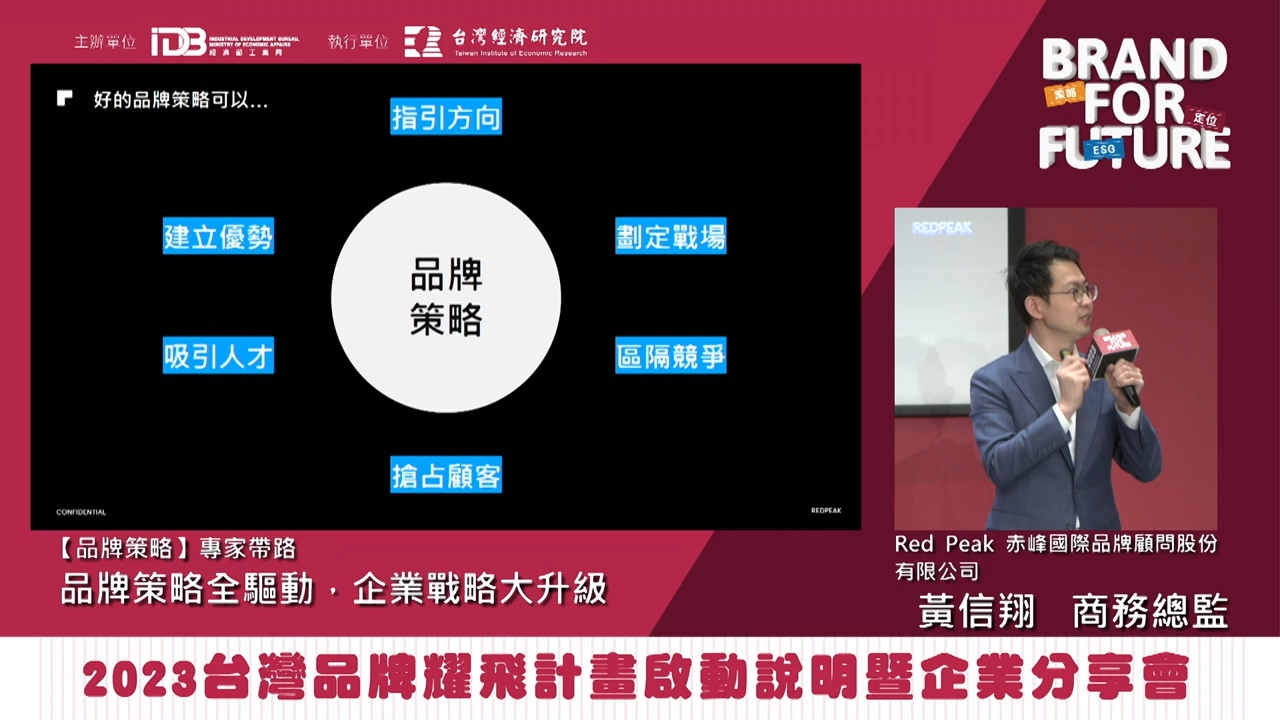 主辦單位
IDB
INDUSTRIAL DEVELOPMENT BUREAU,
MINISTRY OF ECONOMIC AFFAIRS
經濟部工業局
執行單位
台灣經濟研究院
Taiwan Institute of Economic Research
BRAND
FOR
FUTURE
策略
定位
ESG
好的品牌策略可以...
指引方向
建立優勢
劃定戰場
品牌
策略
吸引人才
區隔競爭
搶占顧客
CONFIDENTIAL
REDPEAK
REDPEAK
BRAND
FOR
FUTURE
【品牌策略】專家帶路
品牌策略全驅動，企業戰略大升級
Red Peak 赤峰國際品牌顧問股份
有限公司
黃信翔 商務總監
2023台灣品牌耀飛計畫啟動說明暨企業分享會